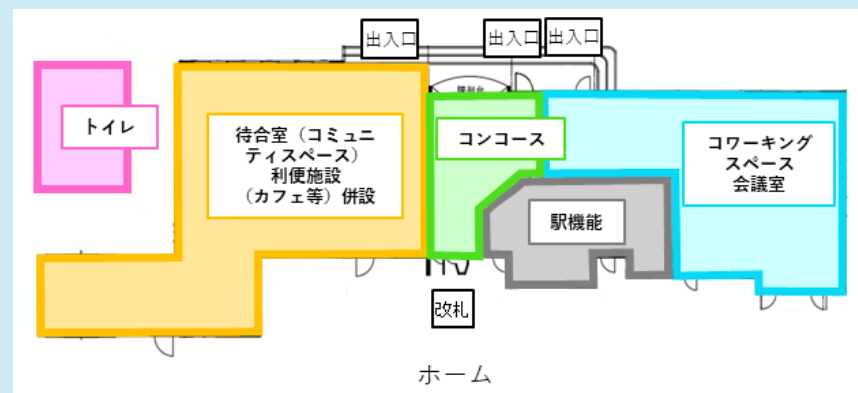 出入口
出入口
出入口
トイレ
待合室（コミュニ
ティスペース）
利便施設
（カフェ等）併設
コンコース
コワーキング
スペース
会議室
駅機能
改札
ホーム